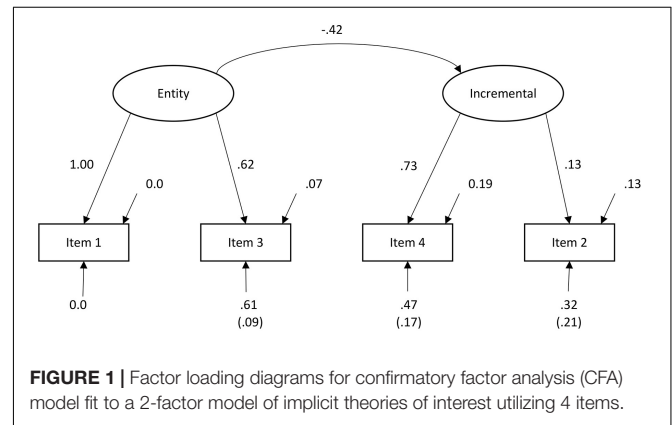 -.42
Entity
Incremental
1.00
0.0
.62
.07
.73
0.19
.13
.13
Item 1
Item 3
Item 4
Item 2
0.0
.61
(.09)
.47
(.17)
.32
(.21)
FIGURE 1 | Factor loading diagrams for confirmatory factor analysis (CFA)
model fit to a 2-factor model of implicit theories of interest utilizing 4 items.